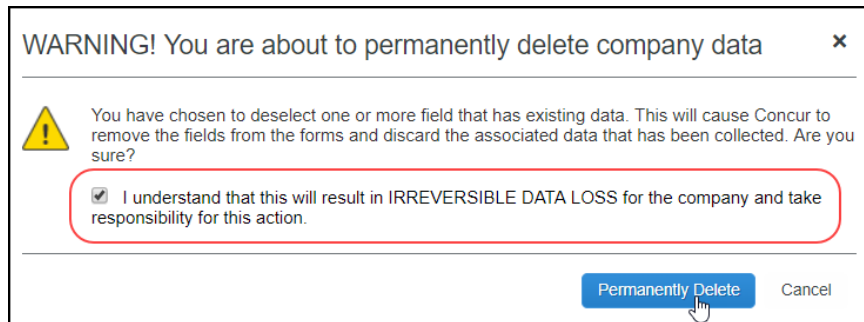 WARNING! You are about to permanently delete company data
You have chosen to deselect one or more field that has existing data. This will cause Concur to
remove the fields from the forms and discard the associated data that has been collected. Are you
sure?
I understand that this will result in IRREVERSIBLE DATA LOSS for the company and take
responsibility for this action.
Permanently Delete Cancel